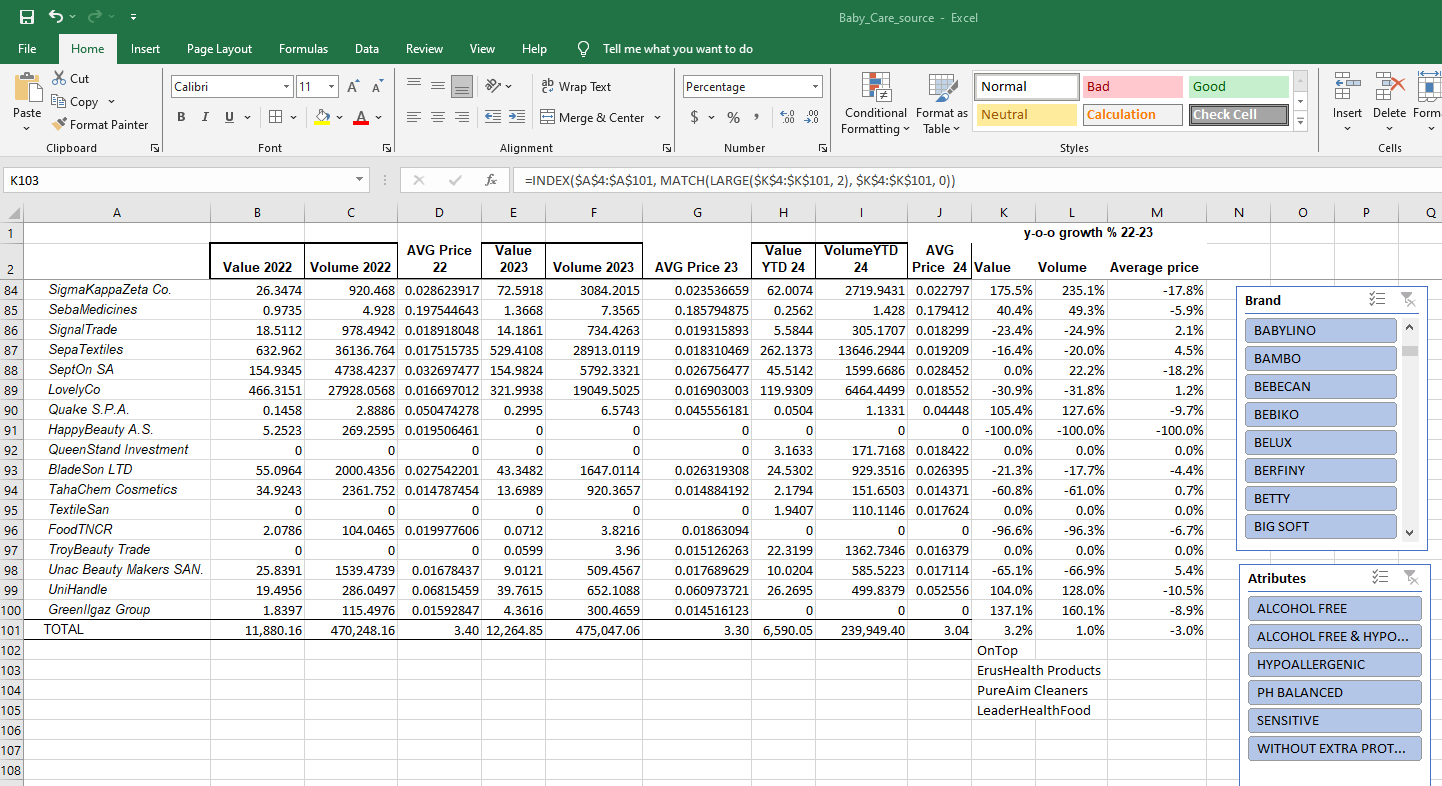 Baby_Care_source - Excel
File Home Insert Page Layout Formulas Data Review View Help Tell me what you want to do
Paste Cut Copy Format Painter Clipboard
Calibri 11 A A B I U A Font
ab Wrap Text Merge & Center Alignment
Percentage $ % , .00 .00 Number
Conditional Formatting Format as Table Normal Bad Good Neutral Calculation Check Cell Styles
Insert Delete Form Cells
K103 fx =INDEX($A$4:$A$101, MATCH(LARGE($K$4:$K$101, 2), $K$4:$K$101, 0))
A B C D E F G H I J K L M N O P Q
1 y-o-o growth % 22-23
2 Value 2022 Volume 2022 AVG Price 22 Value 2023 Volume 2023 AVG Price 23 Value YTD 24 VolumeYTD 24 AVG Price 24 Value Volume Average price
84 SigmaKappaZeta Co. 26.3474 920.468 0.028623917 72.5918 3084.2015 0.023536659 62.0074 2719.9431 0.022797 175.5% 235.1% -17.8%
85 SebaMedicines 0.9735 4.928 0.197544643 1.3668 7.3565 0.185794875 0.2562 1.428 0.179412 40.4% 49.3% -5.9%
86 SignalTrade 18.5112 978.4942 0.018918048 14.1861 734.4263 0.019315893 5.5844 305.1707 0.018299 -23.4% -24.9% 2.1%
87 SepaTextiles 632.962 36136.764 0.017515735 529.4108 28913.0119 0.018310469 262.1373 13646.2944 0.019209 -16.4% -20.0% 4.5%
88 SeptOn SA 154.9345 4738.4237 0.032697477 154.9824 5792.3321 0.026756477 45.5142 1599.6686 0.028452 0.0% 22.2% -18.2%
89 LovelyCo 466.3151 27928.0568 0.016697012 321.9938 19049.5025 0.016903003 119.9309 6464.4499 0.018552 -30.9% -31.8% 1.2%
90 Quake S.P.A. 0.1458 2.8886 0.050474278 0.2995 6.5743 0.045556181 0.0504 1.1331 0.04448 105.4% 127.6% -9.7%
91 HappyBeauty A.S. 5.2523 269.2595 0.019506461 0 0 0 0 0 0 -100.0% -100.0% -100.0%
92 QueenStand Investment 0 0 0 0 0 0 3.1633 171.7168 0.018422 0.0% 0.0% 0.0%
93 BladeSon LTD 55.0964 2000.4356 0.027542201 43.3482 1647.0114 0.026319308 24.5302 929.3516 0.026395 -21.3% -17.7% -4.4%
94 TahaChem Cosmetics 34.9243 2361.752 0.014787454 13.6989 920.3657 0.014884192 2.1794 151.6503 0.014371 -60.8% -61.0% 0.7%
95 TextileSan 0 0 0 0 0 0 1.9407 110.1146 0.017624 0.0% 0.0% 0.0%
96 FoodTNCR 2.0786 104.0465 0.019977606 0.0712 3.8216 0.01863094 0 0 0 -96.6% -96.3% -6.7%
97 TroyBeauty Trade 0 0 0 0.0599 3.96 0.015126263 22.3199 1362.7346 0.016379 0.0% 0.0% 0.0%
98 Unac Beauty Makers SAN. 25.8391 1539.4739 0.01678437 9.0121 509.4567 0.017689629 10.0204 585.5223 0.017114 -65.1% -66.9% 5.4%
99 UniHandle 19.4956 286.0497 0.06815459 39.7615 652.1088 0.060973721 26.2695 499.8379 0.052556 104.0% 128.0% -10.5%
100 GreenIlgaz Group 1.8397 115.4976 0.01592847 4.3616 300.4659 0.014516123 0 0 0 137.1% 160.1% -8.9%
101 TOTAL 11,880.16 470,248.16 3.40 12,264.85 475,047.06 3.30 6,590.05 239,949.40 3.04 3.2% 1.0% -3.0%
102 OnTop
103 ErusHealth Products
104 PureAim Cleaners
105 LeaderHealthFood
106
107
108
Brand
BABYLINO
BAMBO
BEBECAN
BEBIKO
BELUX
BERFINY
BETTY
BIG SOFT
Atributes
ALCOHOL FREE
ALCOHOL FREE & HYPO...
HYPOALLERGENIC
PH BALANCED
SENSITIVE
WITHOUT EXTRA PROT...